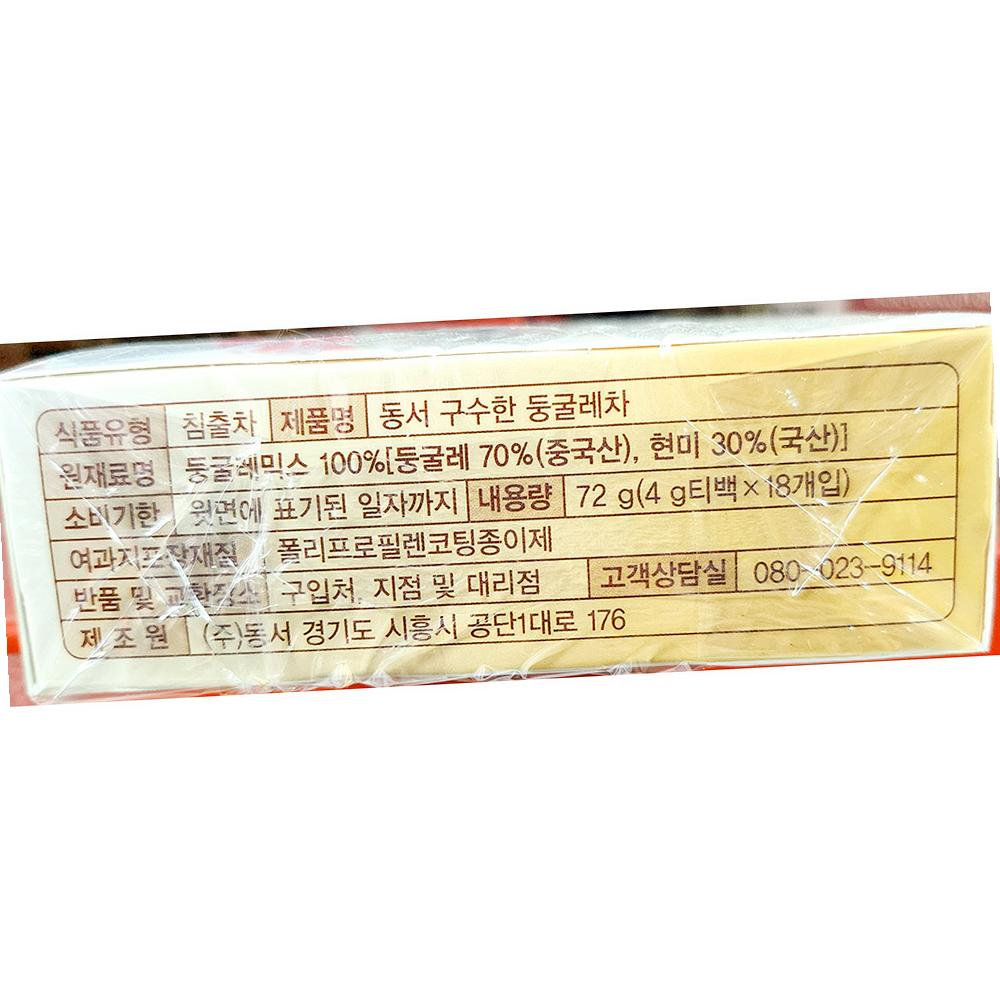 식품유형 침출차 제품명 동서 구수한 둥굴레차
원재료명 둥굴레믹스 100%[둥굴레 70%(중국산), 현미 30%(국산)]
소비기한 윗면에 표기된 일자까지 내용량 72 g(4 g티백×18개입)
여과지포장재질 폴리프로필렌코팅종이제
반품 및 교환장소 구입처, 지점 및 대리점 고객상담실 080-023-9114
제 조 원 (주)동서 경기도 시흥시 공단1대로 176